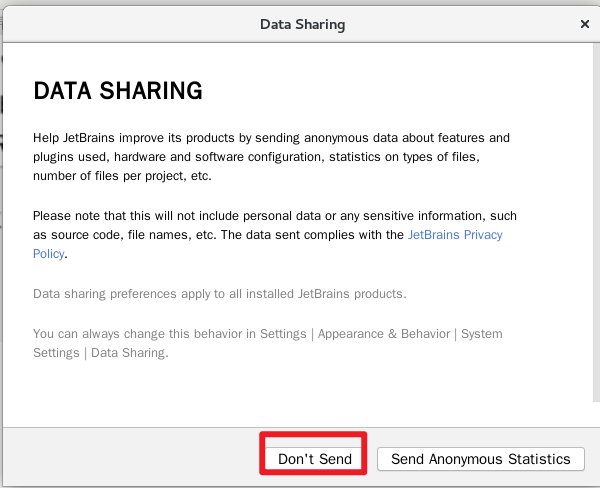 Data Sharing
DATA SHARING
Help JetBrains improve its products by sending anonymous data about features and
plugins used, hardware and software configuration, statistics on types of files,
number of files per project, etc.
Please note that this will not include personal data or any sensitive information, such
as source code, file names, etc. The data sent complies with the JetBrains Privacy
Policy.
Data sharing preferences apply to all installed JetBrains products.
You can always change this behavior in Settings | Appearance & Behavior | System
Settings | Data Sharing.
Don't Send
Send Anonymous Statistics